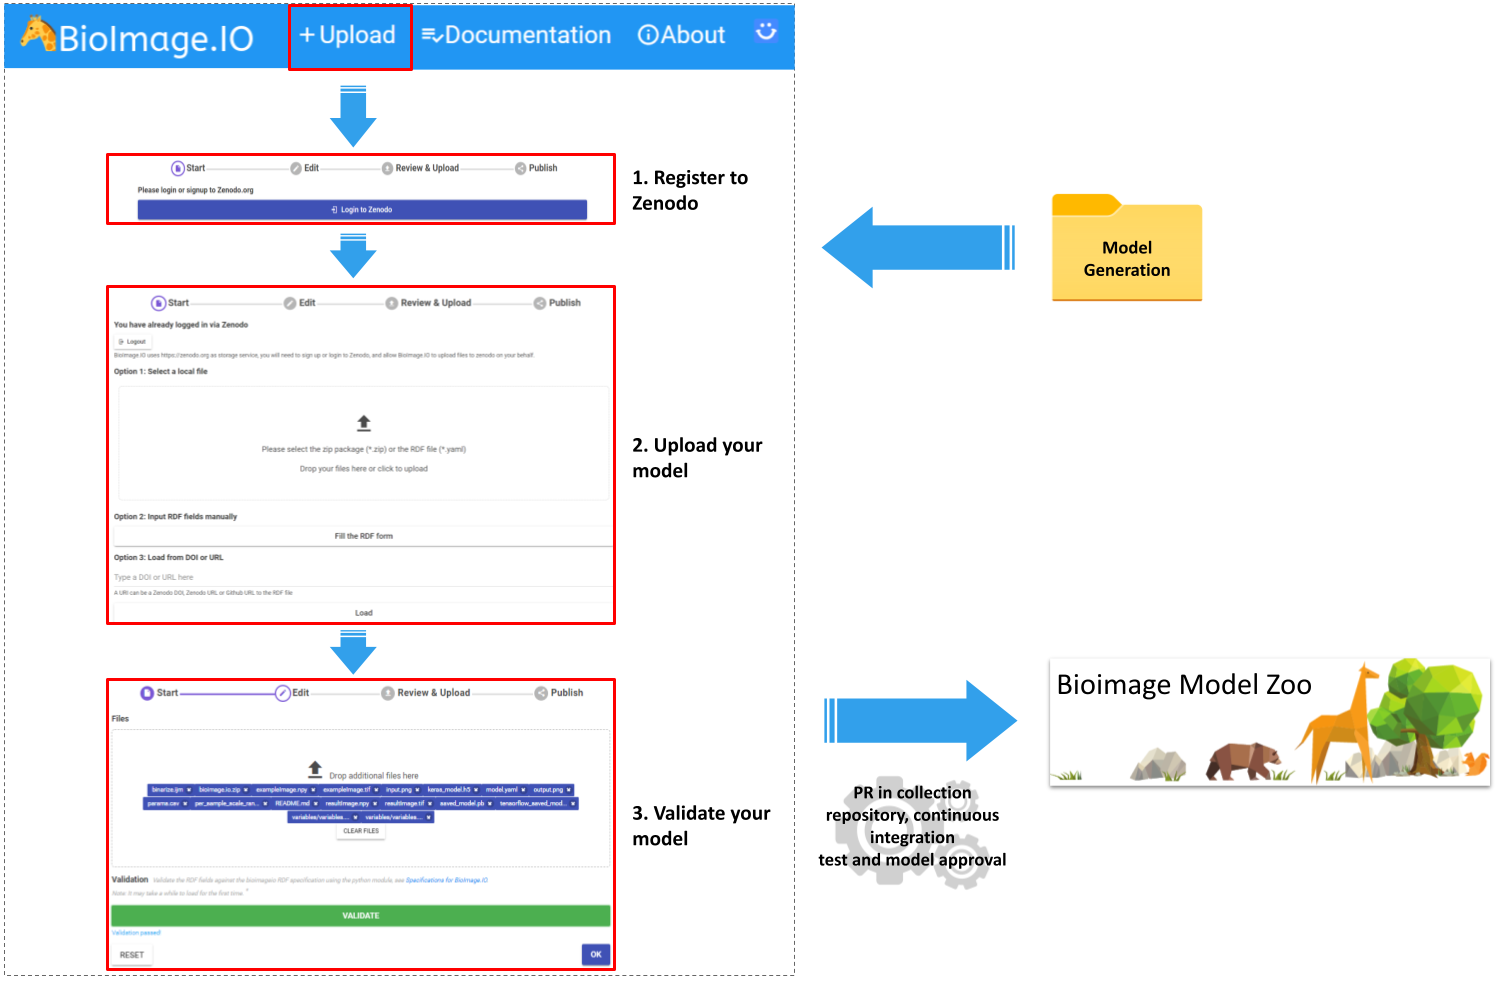 BioImage.IO
+Upload
Documentation
About
Start
Edit
Review & Upload
Publish
Please login or signup to Zenodo.org
Login to Zenodo
1. Register to
Zenodo
Start
Edit
Review & Upload
Publish
You have already logged in via Zenodo
Logout
BioImage.IO uses https://zenodo.org as storage service, you will need to sign up or login to Zenodo, and allow BioImage.IO to upload files to zenodo on your behalf.
Option 1: Select a local file
Please select the zip package (*.zip) or the RDF file (*.yaml)
Drop your files here or click to upload
Option 2: Input RDF fields manually
Fill the RDF form
Option 3: Load from DOI or URL
Type a DOI or URL here
A URI can be a Zenodo DOI, Zenodo URL or Github URL to the RDF file
Load
2. Upload your
model
Start
Edit
Review & Upload
Publish
Files
Drop additional files here
binarize.ijm
bioimage.io.zip
exampleImage.npy
exampleImage.tif
input.png
keras_model.h5
model.yaml
output.png
params.csv
per_sample_scale_ran...
README.md
resultImage.npy
resultImage.tif
saved_model.pb
tensorflow_saved_mod...
variables/variables...
variables/variables...
CLEAR FILES
Validation Validate the RDF fields against the bioimageio RDF specification using the python module, see Specifications for BioImage.IO
Note: It may take a while to load for the first time. *
VALIDATE
Validation passed!
RESET
OK
3. Validate your
model
Model
Generation
PR in collection
repository, continuous
integration
test and model approval
Bioimage Model Zoo